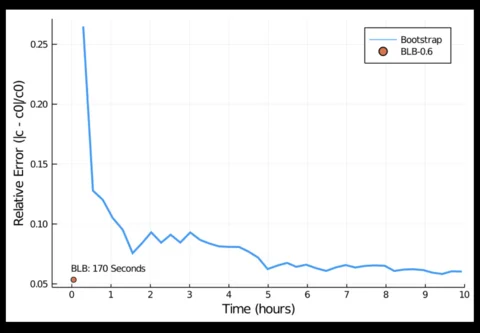 Bootstrap
BLB-0.6
Relative Error (|c - c0|/c0)
0.25
0.20
0.15
0.10
0.05
BLB: 170 Seconds
0 1 2 3 4 5 6 7 8 9 10
Time (hours)